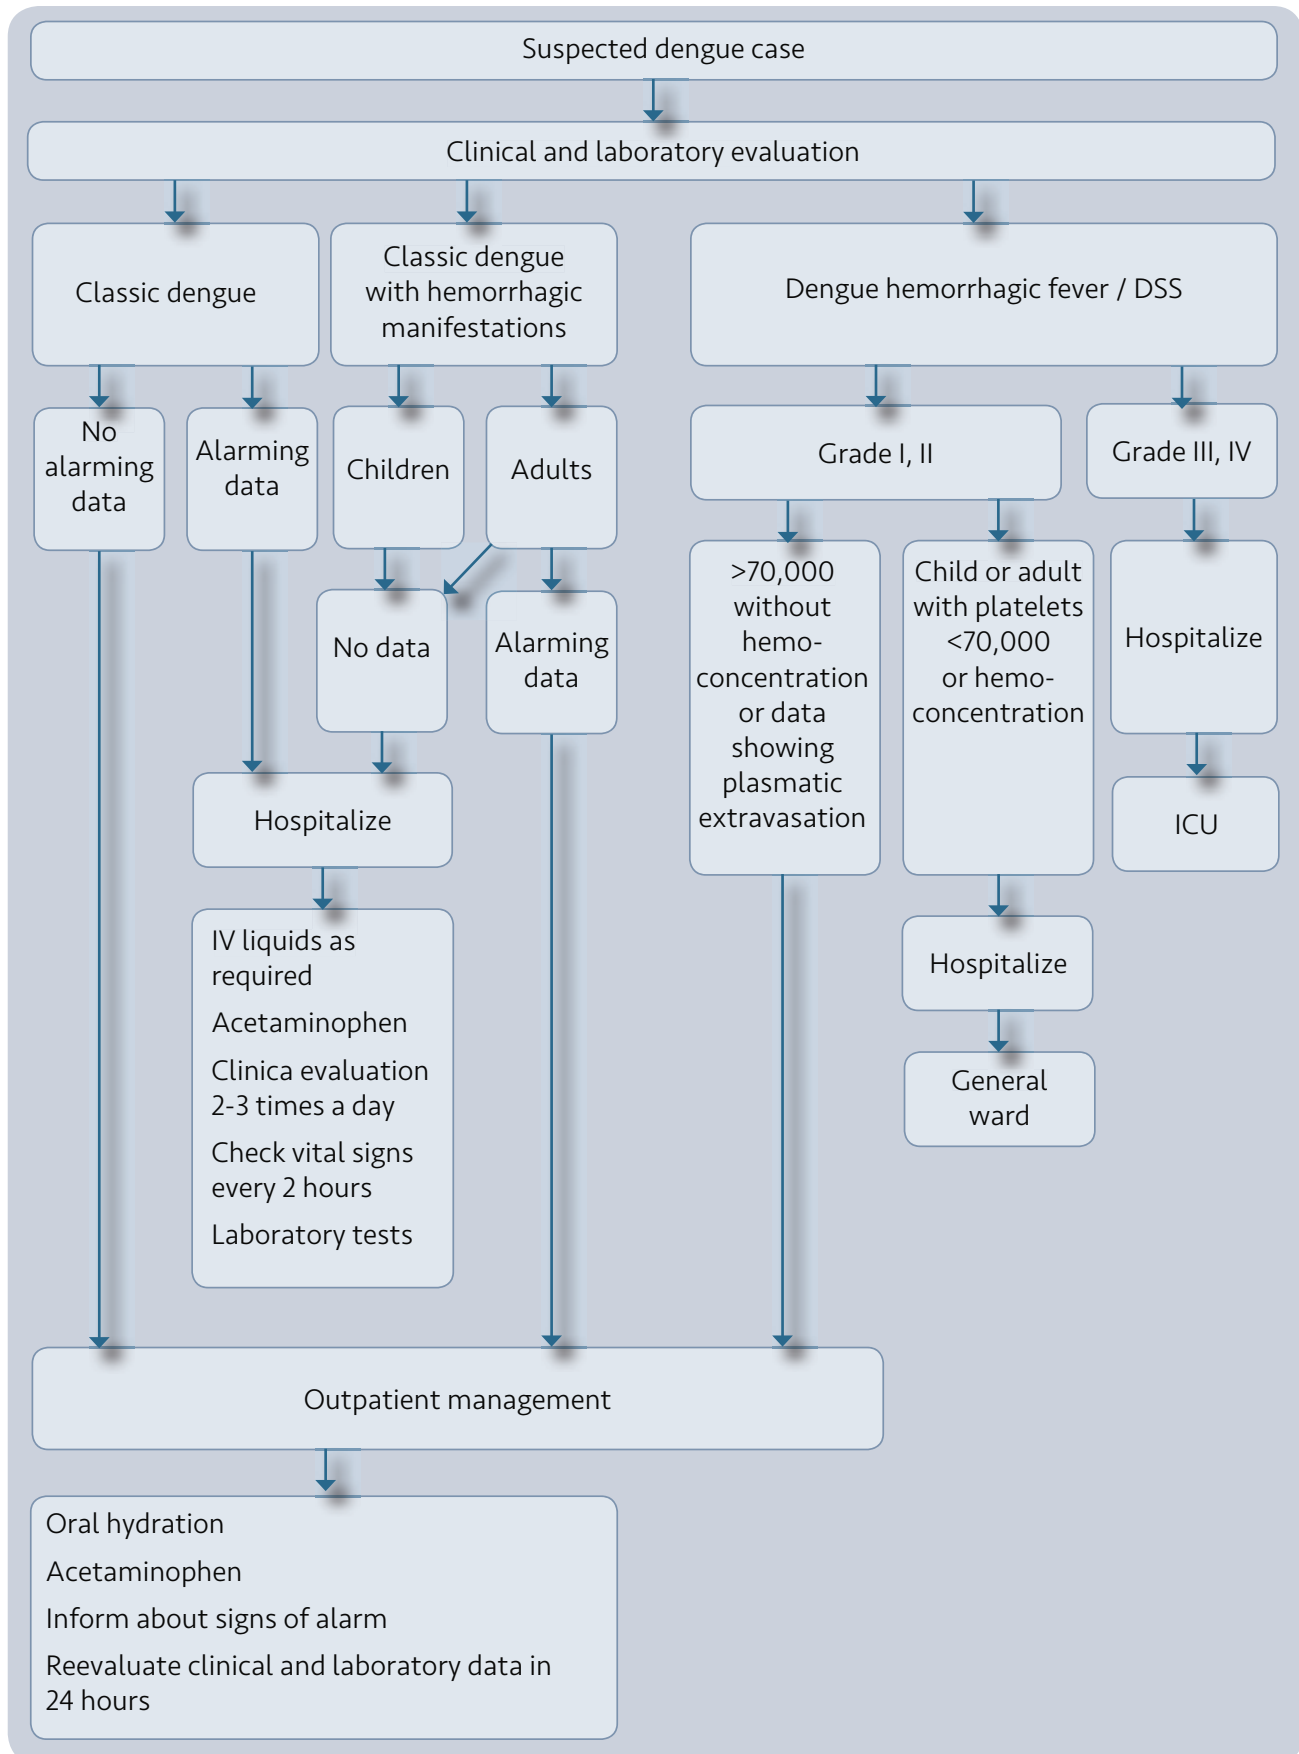 Suspected dengue case
Clinical and laboratory evaluation
Classic dengue
Classic dengue
with hemorrhagic
manifestations
Dengue hemorrhagic fever / DSS
No
alarming
data
Alarming
data
Children
Adults
Grade I, II
Grade III, IV
No data
Alarming
data
>70,000
without
hemo-
concentration
or data
showing
plasmatic
extravasation
Child or adult
with platelets
<70,000
or hemo-
concentration
Hospitalize
ICU
Hospitalize
IV liquids as
required
Acetaminophen
Clinica evaluation
2-3 times a day
Check vital signs
every 2 hours
Laboratory tests
Hospitalize
General
ward
Outpatient management
Oral hydration
Acetaminophen
Inform about signs of alarm
Reevaluate clinical and laboratory data in
24 hours